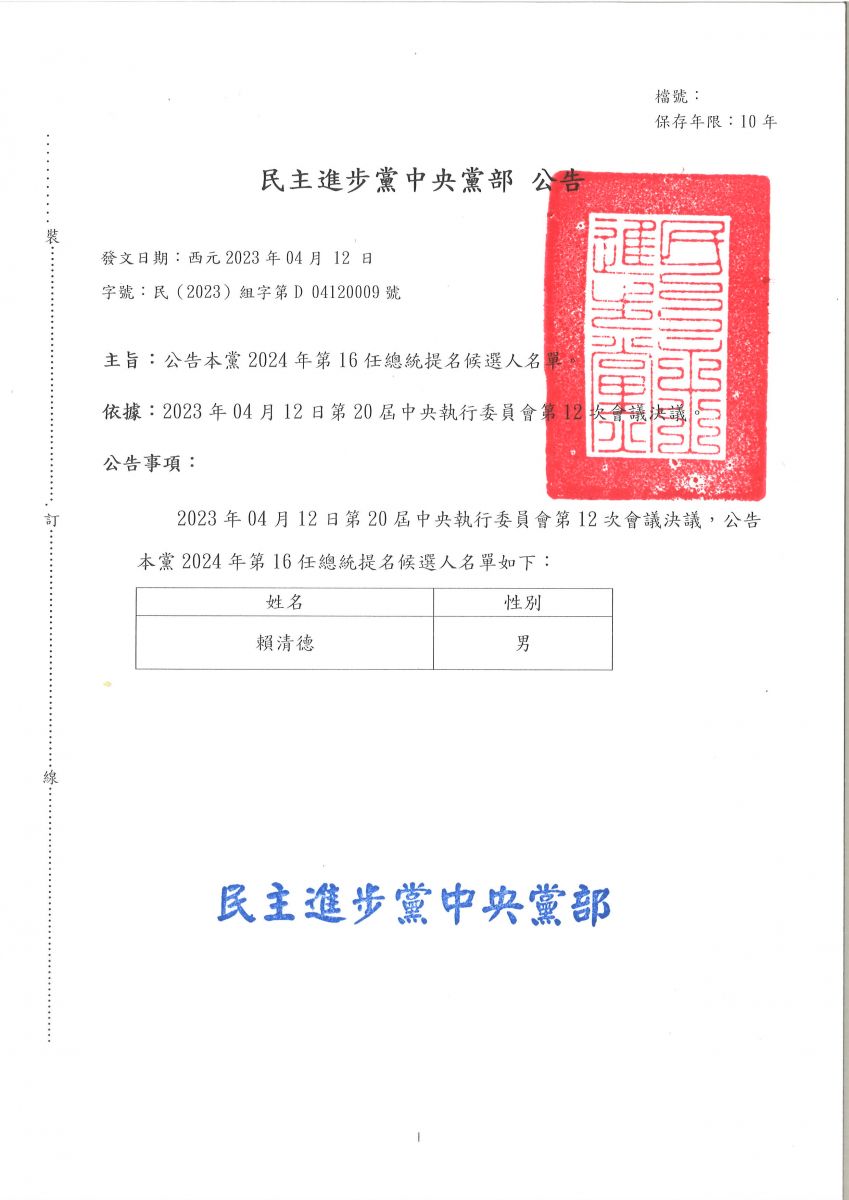 檔號：
保存年限：10 年
民主進步黨中央黨部 公告
發文日期：西元 2023 年 04 月 12 日
字號：民（2023）組字第 D 04120009 號
主旨：公告本黨 2024 年第 16 任總統提名候選人名單。
依據：2023 年 04 月 12 日第 20 屆中央執行委員會第 12 次會議決議。
公告事項：
2023 年 04 月 12 日第 20 屆中央執行委員會第 12 次會議決議，公告
本黨 2024 年第 16 任總統提名候選人名單如下：
姓名 性別
賴清德 男
民主進步黨中央黨部
裝
訂
線
1